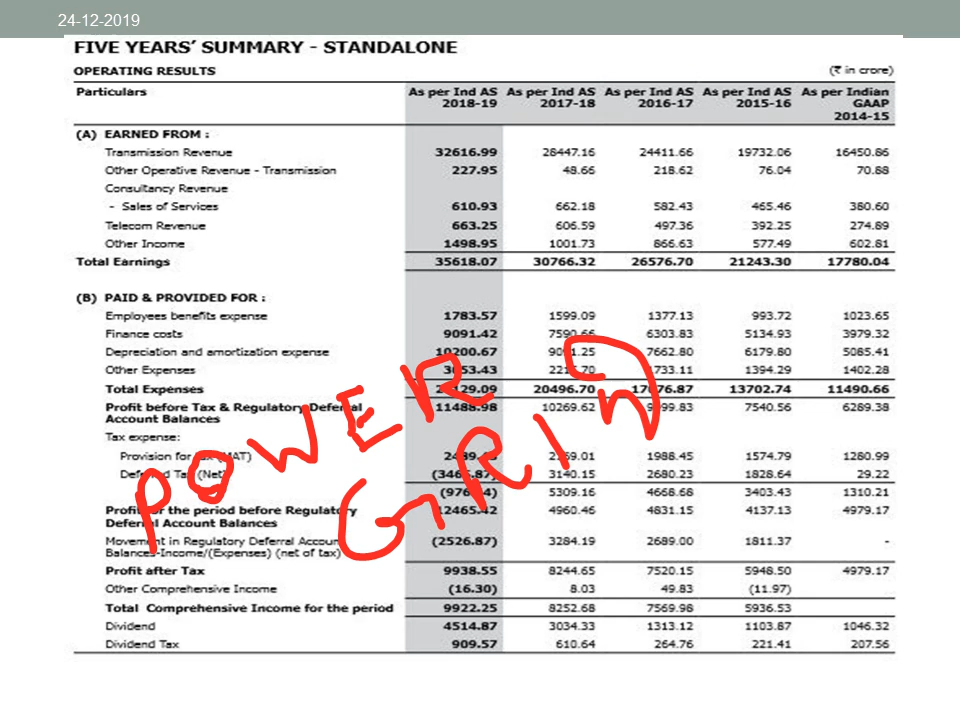 24-12-2019
FIVE YEARS' SUMMARY - STANDALONE
OPERATING RESULTS (₹ in crore)
Particulars As per Ind AS 2018-19 As per Ind AS 2017-18 As per Ind AS 2016-17 As per Ind AS 2015-16 As per Indian GAAP 2014-15
(A) EARNED FROM :
Transmission Revenue 32616.99 28447.16 24411.66 19732.06 16450.86
Other Operative Revenue - Transmission 227.95 48.66 218.62 76.04 70.88
Consultancy Revenue
- Sales of Services 610.93 662.18 582.43 465.46 380.60
Telecom Revenue 663.25 606.59 497.36 392.25 274.89
Other Income 1498.95 1001.73 866.63 577.49 602.81
Total Earnings 35618.07 30766.32 26576.70 21243.30 17780.04
(B) PAID & PROVIDED FOR :
Employees benefits expense 1783.57 1599.09 1377.13 993.72 1023.65
Finance costs 9091.42 7590.66 6303.83 5134.93 3979.32
Depreciation and amortization expense 10200.67 7662.80 6179.80 5085.41
Other Expenses 1394.29 1402.28
Total Expenses 20496.70 13702.74 11490.66
Profit before Tax & Regulatory Deferral 11488.98 10269.62 7540.56 6289.38
Account Balances
Tax expense:
Provision for 1988.45 1574.79 1280.99
3140.15 2680.23 1828.64 29.22
5309.16 4668.68 3403.43 1310.21
the period before Regulatory 12465.42 4960.46 4831.15 4137.13 4979.17
Account Balances
Movement in Regulatory Deferral (2526.87) 3284.19 2689.00 1811.37 -
Balances-Income/(Expenses) (net of tax)
Profit after Tax 9938.55 8244.65 7520.15 5948.50 4979.17
Other Comprehensive Income (16.30) 8.03 49.83 (11.97)
Total Comprehensive Income for the period 9922.25 8252.68 7569.98 5936.53
Dividend 4514.87 3034.33 1313.12 1103.87 1046.32
Dividend Tax 909.57 610.64 264.76 221.41 207.56
POWER
GRID